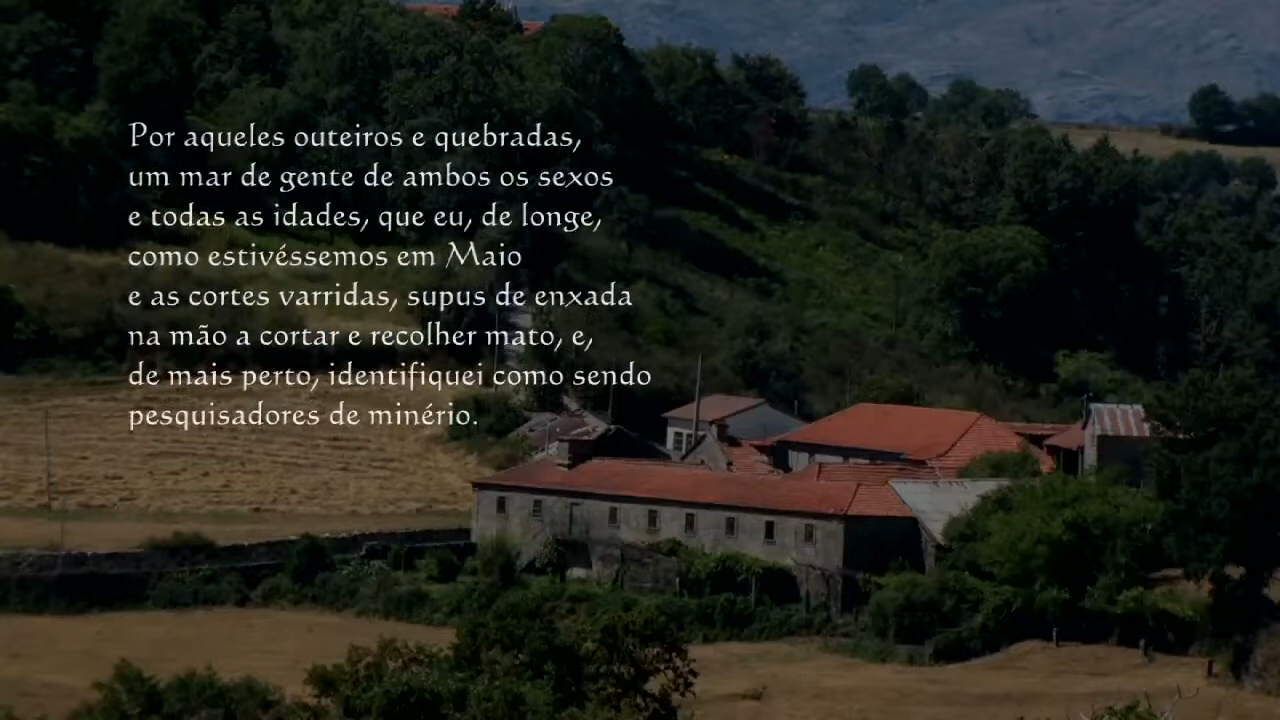 Por aqueles outeiros e quebradas,
um mar de gente de ambos os sexos
e todas as idades, que eu, de longe,
como estivéssemos em Maio
e as cortes varridas, supus de enxada
na mão a cortar e recolher mato, e,
de mais perto, identifiquei como sendo
pesquisadores de minério.